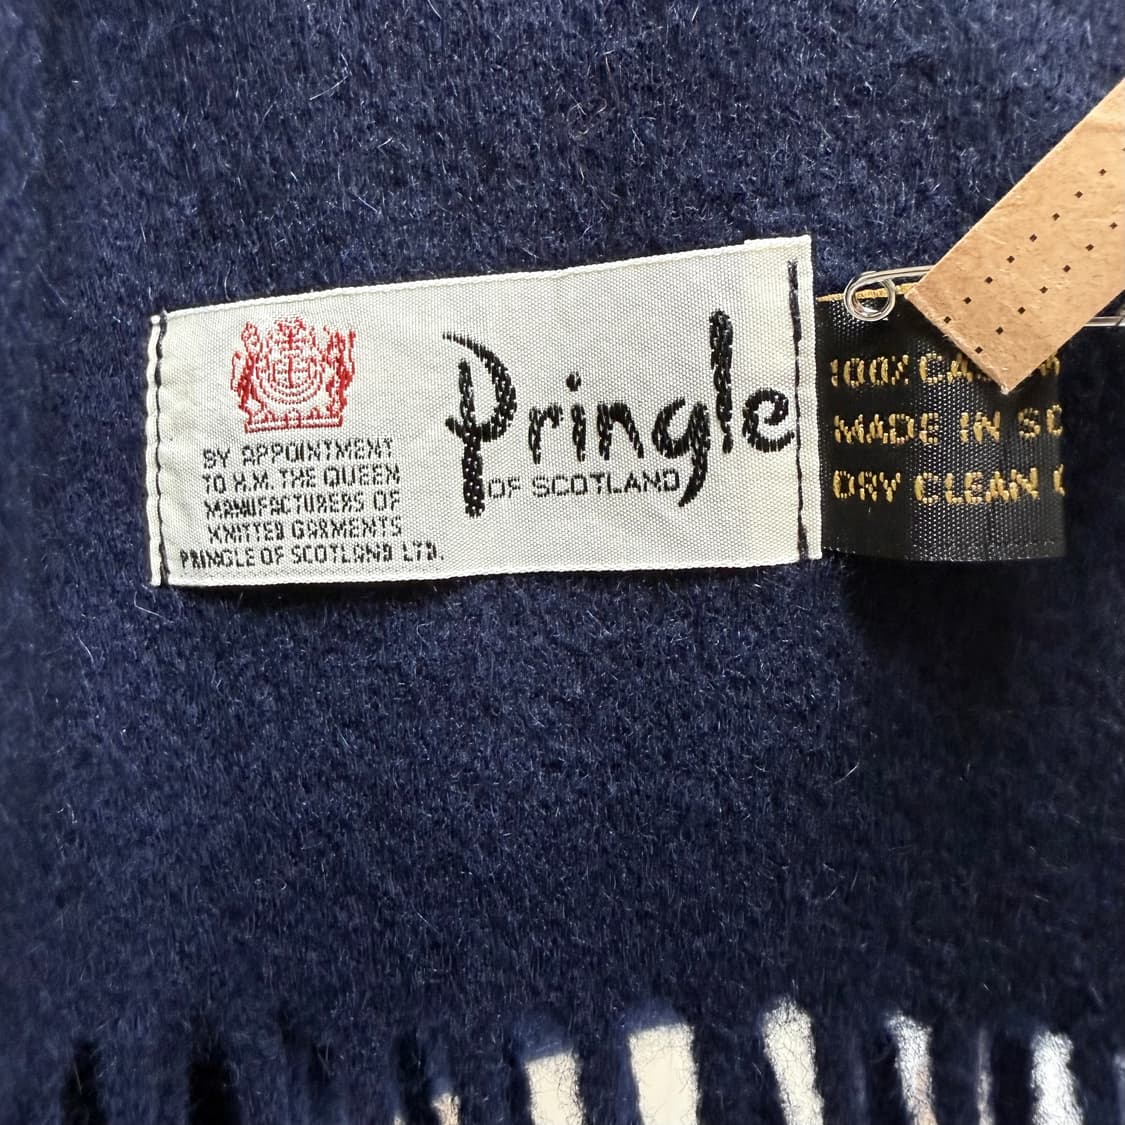 BY APPOINTMENT
TO H.M. THE QUEEN
MANUFACTURERS OF
KNITTED GARMENTS
PRINGLE OF SCOTLAND LTD.
Pringle
OF SCOTLAND
100%
MADE IN
DRY CLEAN